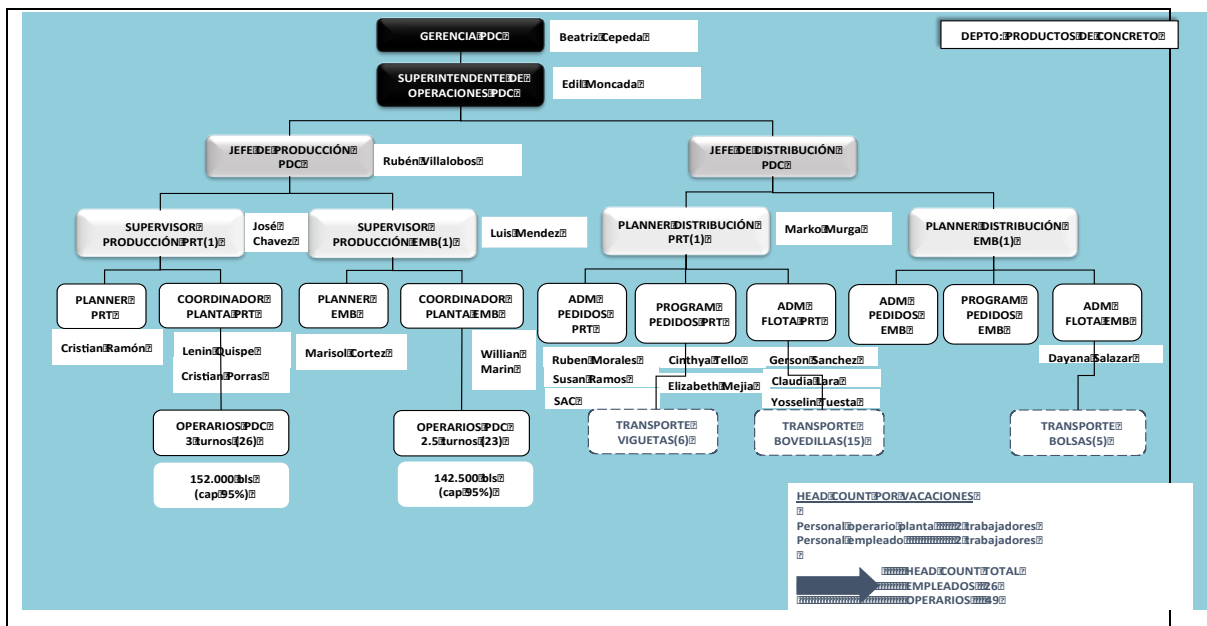 GERENCIA PDC
Beatriz Cepeda
DEPTO: PRODUCTOS DE CONCRETO
SUPERINTENDENTE DE
OPERACIONES PDC
Edil Moncada
JEFE DE PRODUCCIÓN
PDC
Rubén Villalobos
JEFE DE DISTRIBUCIÓN
PDC
SUPERVISOR
PRODUCCIÓN PRT(1)
José
Chavez
SUPERVISOR
PRODUCCIÓN EMB(1)
Luis Mendez
PLANNER DISTRIBUCIÓN
PRT(1)
Marko Murga
PLANNER DISTRIBUCIÓN
EMB(1)
PLANNER
PRT
COORDINADOR
PLANTA PRT
PLANNER
EMB
COORDINADOR
PLANTA EMB
ADM
PEDIDOS
PRT
PROGRAM
PEDIDOS PRT
ADM
FLOTA PRT
ADM
PEDIDOS
EMB
PROGRAM
PEDIDOS
EMB
ADM
FLOTA EMB
Cristian Ramón
Lenin Quispe
Cristian Porras
Marisol Cortez
Willian
Marin
Ruben Morales
Susan Ramos
SAC
Cinthya Tello
Elizabeth Mejia
Gerson Sanchez
Claudia Lara
Yosselin Tuesta
Dayana Salazar
OPERARIOS PDC
3 turnos (26)
OPERARIOS PDC
2.5 turnos (23)
TRANSPORTE
VIGUETAS(6)
TRANSPORTE
BOVEDILLAS(15)
TRANSPORTE
BOLSAS(5)
152.000 bls
(cap 95%)
142.500 bls
(cap 95%)
HEAD COUNT POR VACACIONES
Personal operario planta 2 trabajadores
Personal empleado 2 trabajadores
HEAD COUNT TOTAL
EMPLEADOS 26
OPERARIOS 49